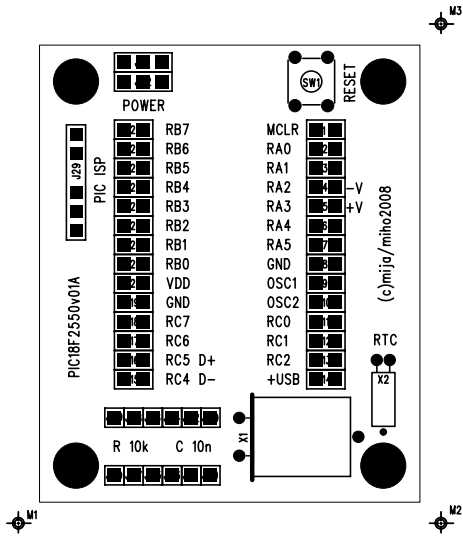 M3
SW1
RESET
POWER
J29
PIC ISP
RB7
RB6
RB5
RB4
RB3
RB2
RB1
RB0
VDD
GND
RC7
RC6
RC5 D+
RC4 D-
MCLR
RA0
RA1
RA2
RA3
RA4
RA5
GND
OSC1
OSC2
RC0
RC1
RC2
+USB
-V
+V
(c)mija/miho2008
PIC18F2550v01A
RTC
X2
X1
R 10k
C 10n
M1
M2